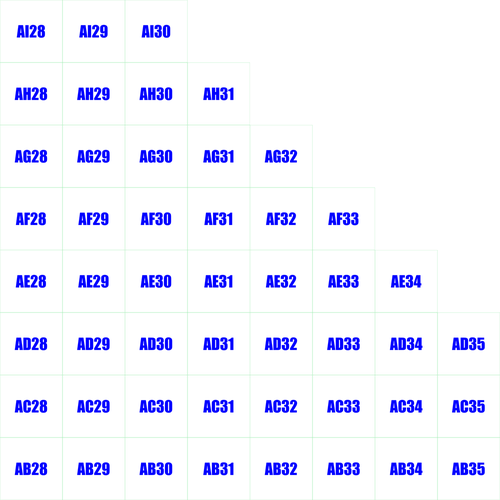 AI28 AI29 AI30
AH28 AH29 AH30 AH31
AG28 AG29 AG30 AG31 AG32
AF28 AF29 AF30 AF31 AF32 AF33
AE28 AE29 AE30 AE31 AE32 AE33 AE34
AD28 AD29 AD30 AD31 AD32 AD33 AD34 AD35
AC28 AC29 AC30 AC31 AC32 AC33 AC34 AC35
AB28 AB29 AB30 AB31 AB32 AB33 AB34 AB35